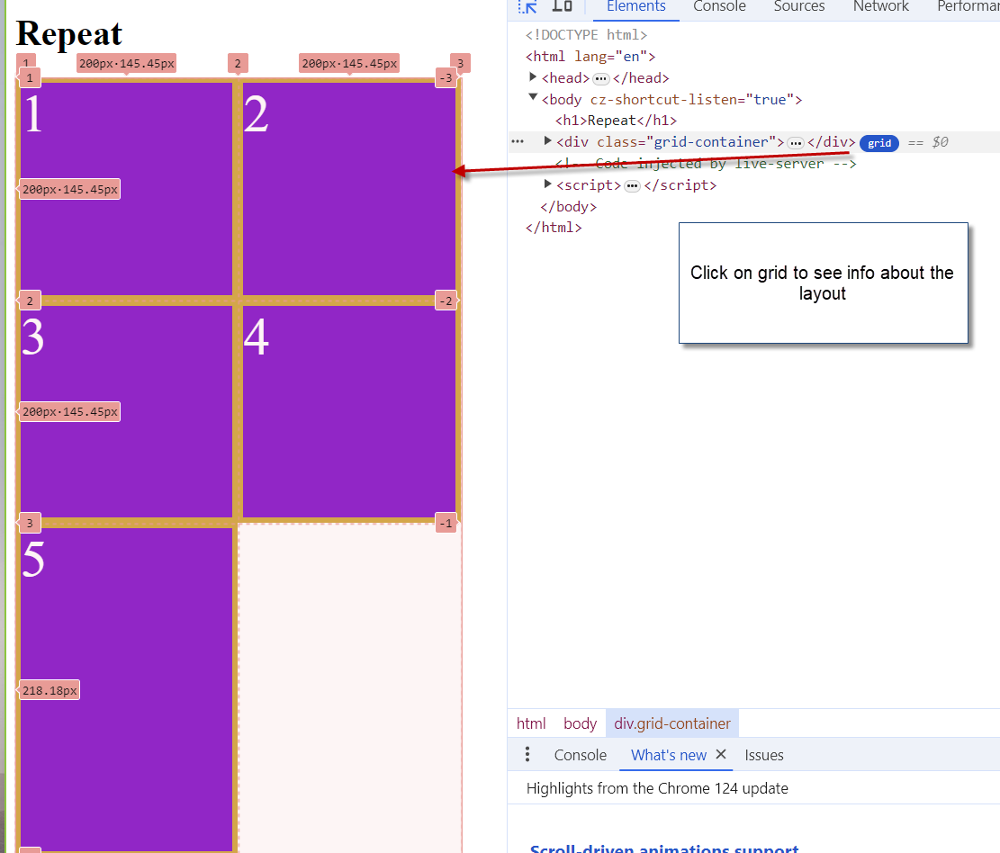 Repeat
1
200px·145.45px
2
200px·145.45px
3
1
-3
1
2
200px·145.45px
2
-2
3
4
200px·145.45px
3
-1
5
218.18px
Elements
Console
Sources
Network
Performan
<!DOCTYPE html>
<html lang="en">
<head> ··· </head>
<body cz-shortcut-listen="true">
<h1>Repeat</h1>
··· <div class="grid-container"> ··· </div> grid == $0
<!-- Code injected by live-server -->
<script> ··· </script>
</body>
</html>
Click on grid to see info about the
layout
html body div.grid-container
Console What's new Issues
Highlights from the Chrome 124 update
Scroll-driven animations support